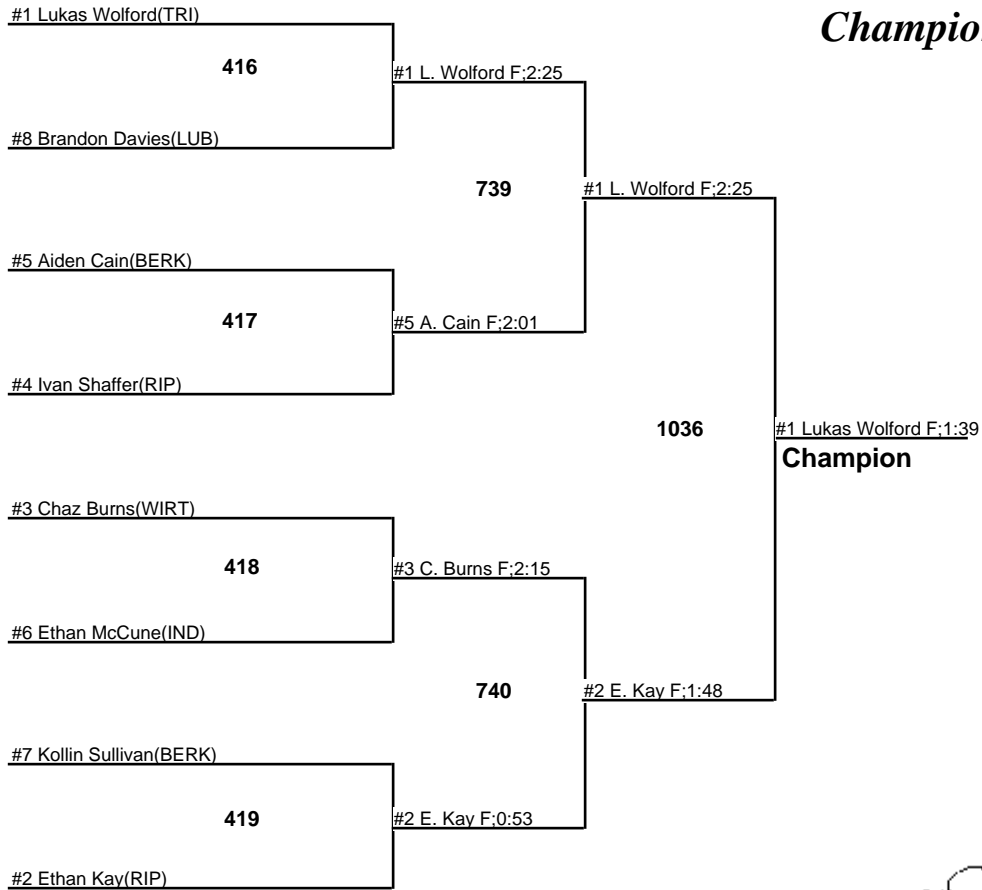 #1 Lukas Wolford(TRI)
416
#1 L. Wolford F;2:25
#8 Brandon Davies(LUB)
739
#1 L. Wolford F;2:25
#5 Aiden Cain(BERK)
417
#5 A. Cain F;2:01
#4 Ivan Shaffer(RIP)
1036
#1 Lukas Wolford F;1:39
Champion
#3 Chaz Burns(WIRT)
418
#3 C. Burns F;2:15
#6 Ethan McCune(IND)
740
#2 E. Kay F;1:48
#7 Kollin Sullivan(BERK)
419
#2 E. Kay F;0:53
#2 Ethan Kay(RIP)